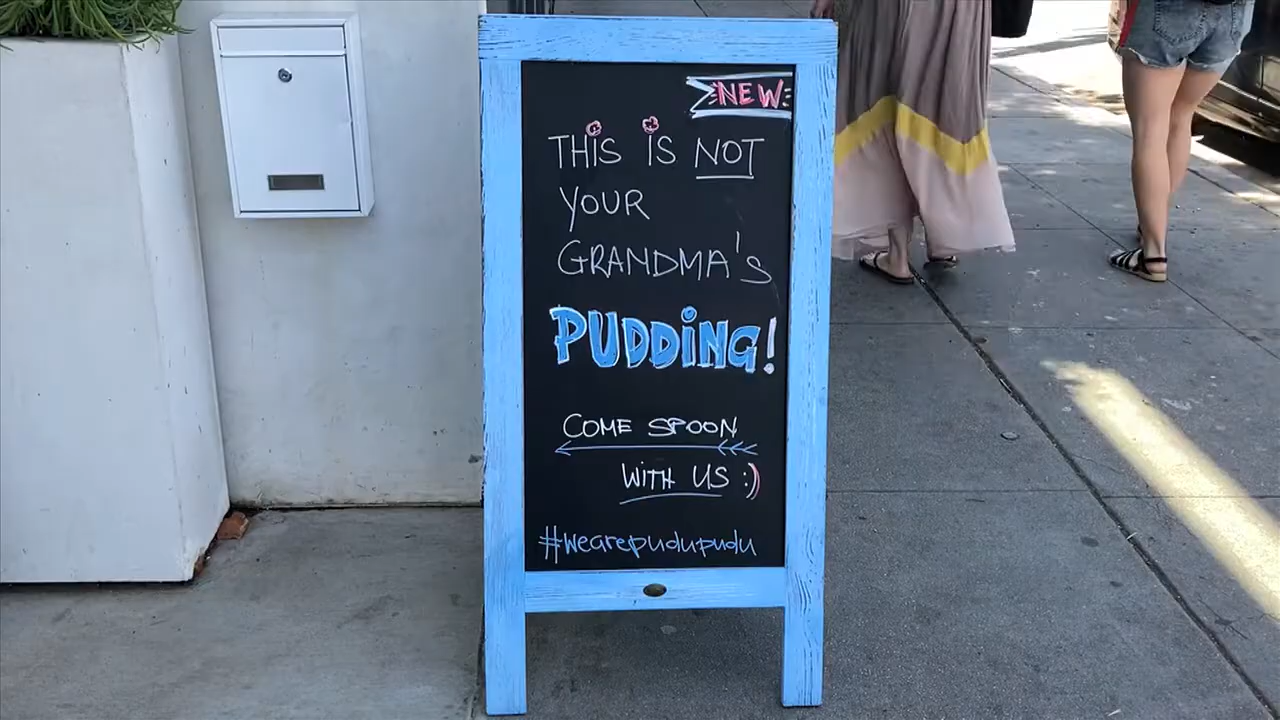 NEW
THiS iS NOT
YOUR
GRANDMA'S
PUDDiNG!
COME SPOON
WiTH US :)
#wearepudupudu